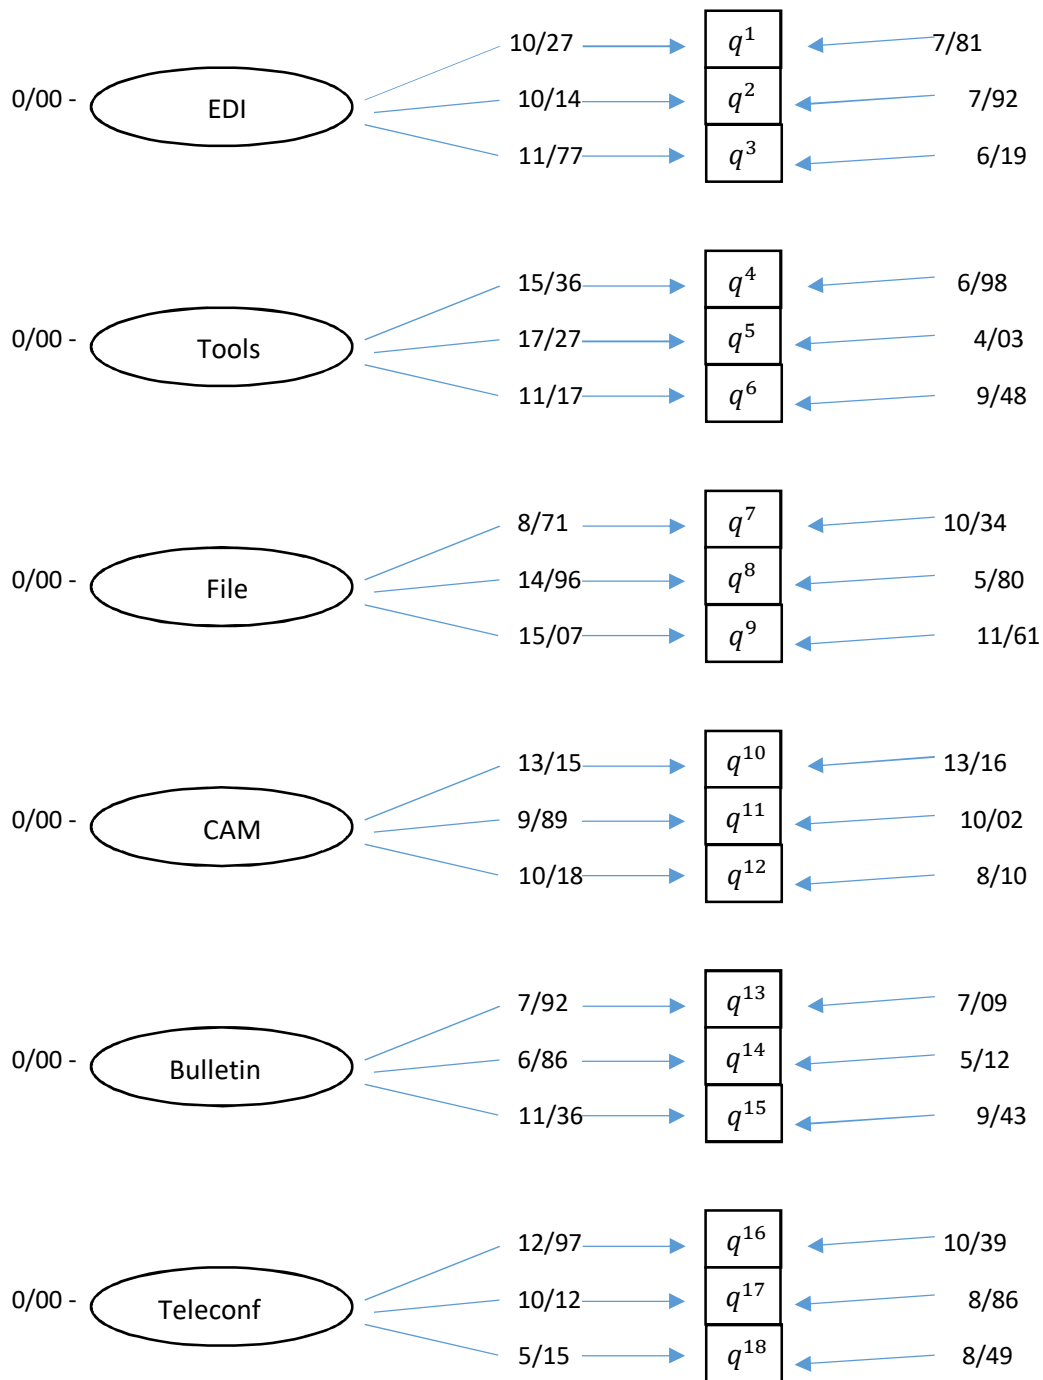 10/27 q¹ 7/81
0/00 - EDI 10/14 q² 7/92
11/77 q³ 6/19
15/36 q⁴ 6/98
0/00 - Tools 17/27 q⁵ 4/03
11/17 q⁶ 9/48
8/71 q⁷ 10/34
0/00 - File 14/96 q⁸ 5/80
15/07 q⁹ 11/61
13/15 q¹⁰ 13/16
0/00 - CAM 9/89 q¹¹ 10/02
10/18 q¹² 8/10
7/92 q¹³ 7/09
0/00 - Bulletin 6/86 q¹⁴ 5/12
11/36 q¹⁵ 9/43
12/97 q¹⁶ 10/39
0/00 - Teleconf 10/12 q¹⁷ 8/86
5/15 q¹⁸ 8/49